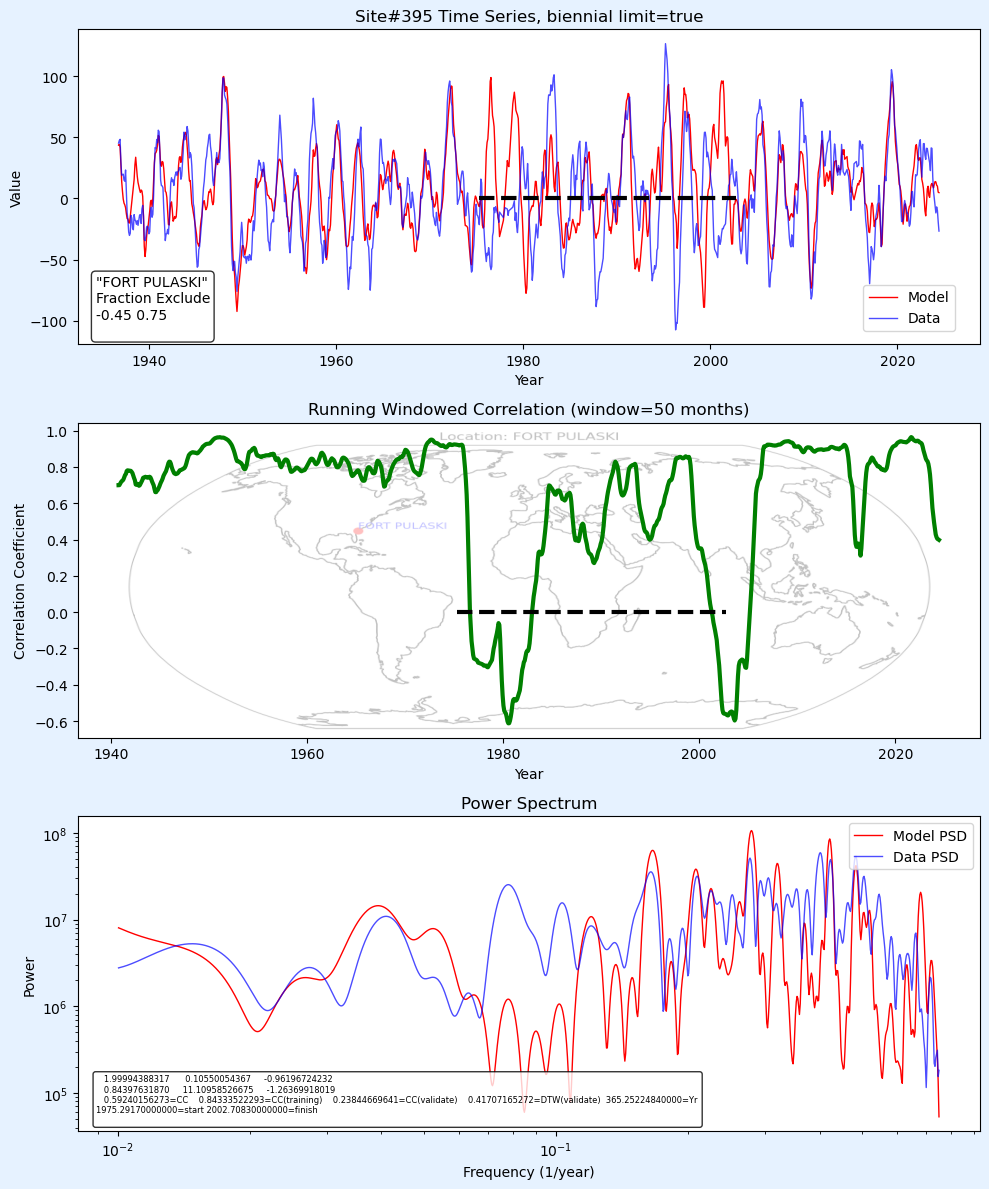 Site#395 Time Series, biennial limit=true
Value
100
50
0
−50
−100
"FORT PULASKI"
Fraction Exclude
-0.45 0.75
Model
Data
1940
1960
1980
2000
2020
Year
Running Windowed Correlation (window=50 months)
Correlation Coefficient
1.0
0.8
0.6
0.4
0.2
0.0
−0.2
−0.4
−0.6
Location: FORT PULASKI
FORT PULASKI
1940
1960
1980
2000
2020
Year
Power Spectrum
Power
10⁸
10⁷
10⁶
10⁵
Model PSD
Data PSD
1.99994388317 0.10550054367 -0.96196724232
0.84397631870 11.10958526675 -1.26369918019
0.59240156273=CC 0.84333522293=CC(training) 0.23844669641=CC(validate) 0.41707165272=DTW(validate) 365.25224840000=Yr
1975.29170000000=start 2002.70830000000=finish
10⁻²
10⁻¹
Frequency (1/year)